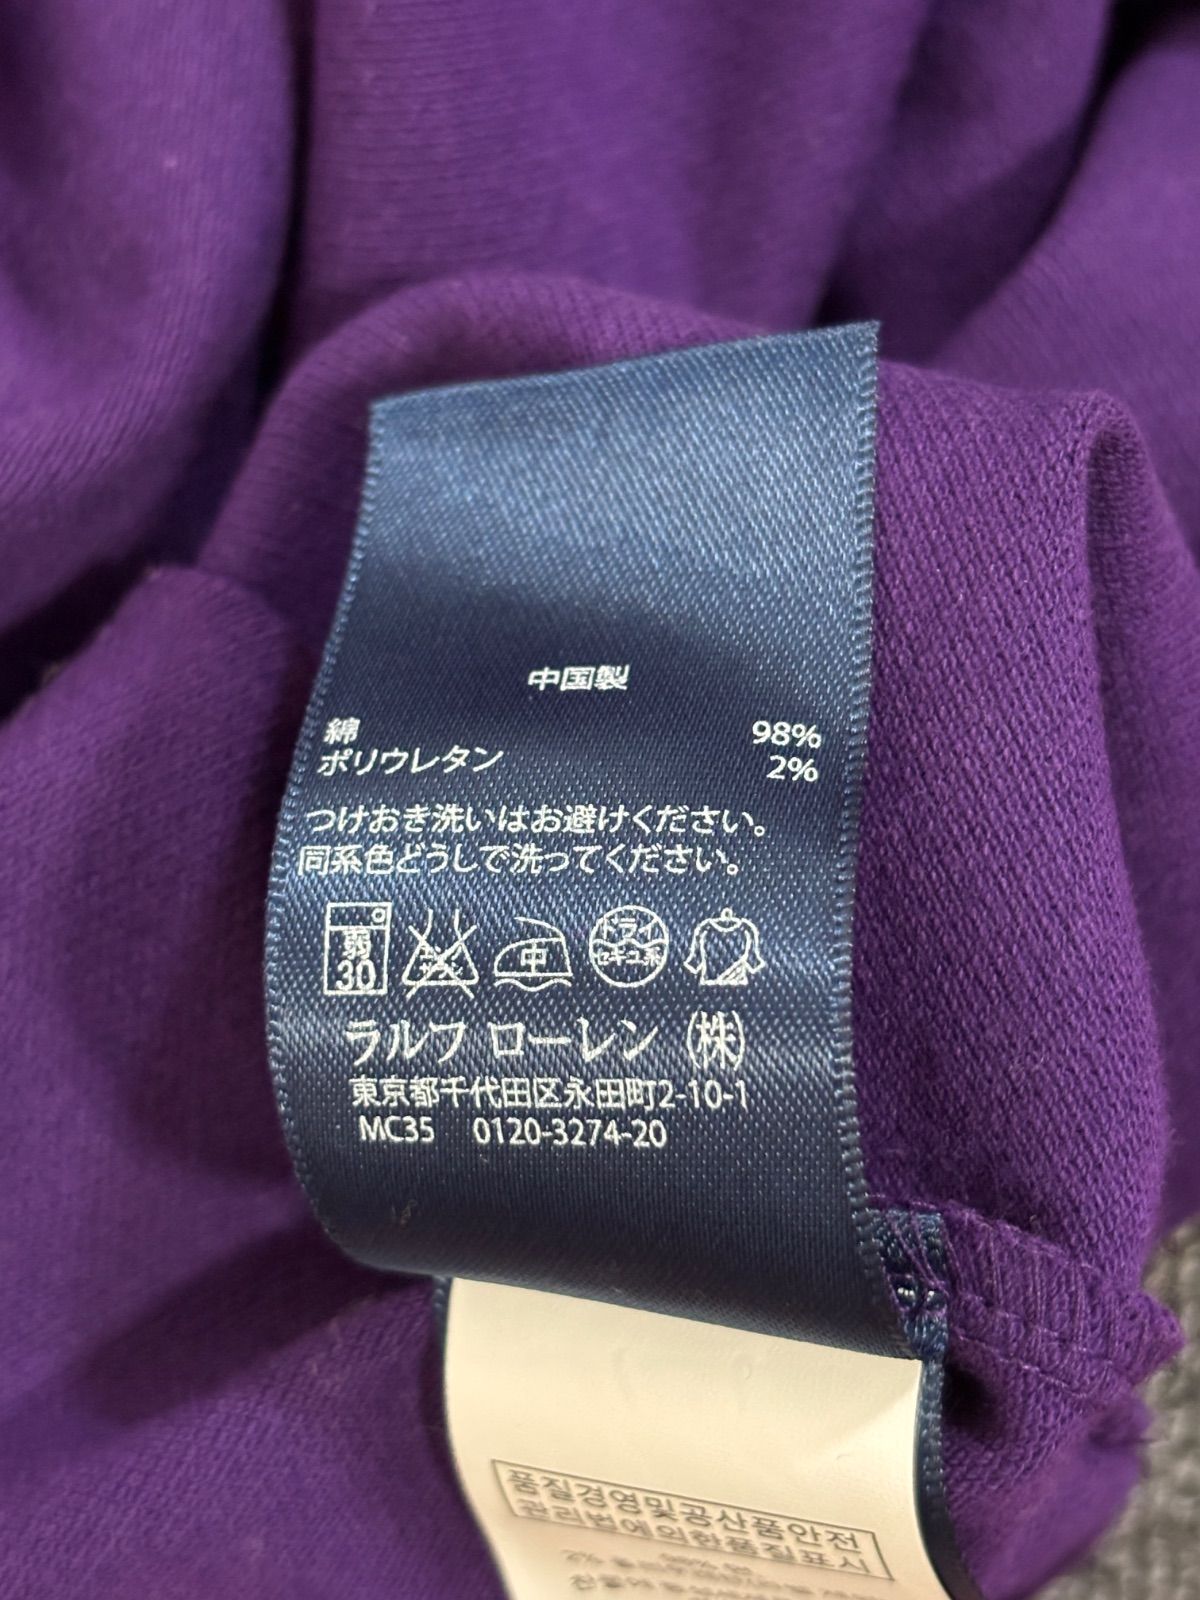 中国製
綿 98%
ポリウレタン 2%
つけおき洗いはお避けください。
同系色どうしで洗ってください。
弱 30
中
ドライ
セキユ系
ラルフ ローレン (株)
東京都千代田区永田町2-10-1
MC35 0120-3274-20
품질경영및공산품안전
관리법에의한품질표시